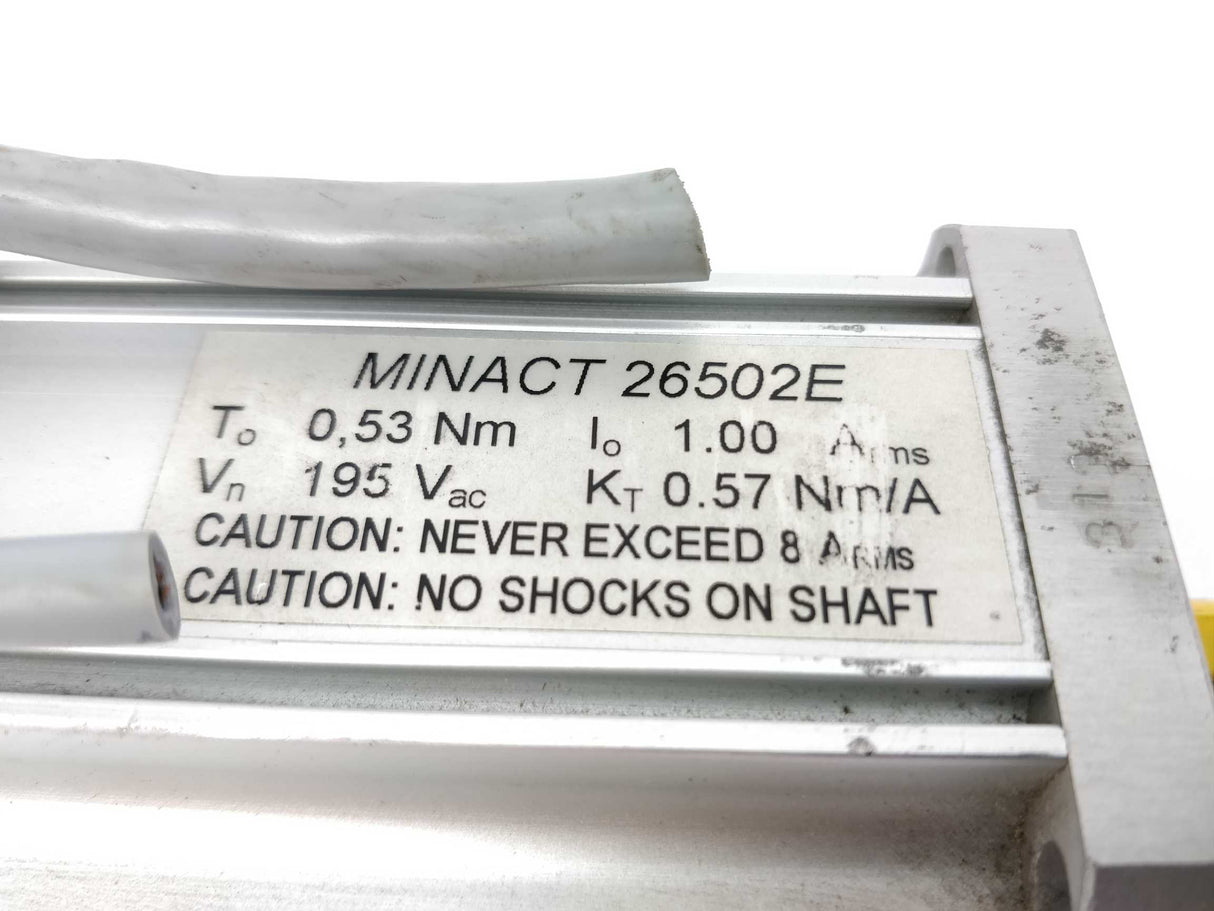 MINACT 26502E
To 0,53 Nm Io 1.00 Arms
Vn 195 Vac KT 0.57 Nm/A
CAUTION: NEVER EXCEED 8 ARMS
CAUTION: NO SHOCKS ON SHAFT